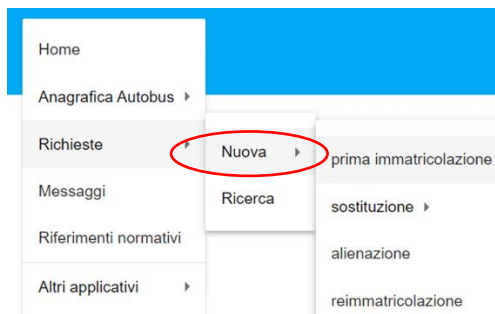 Home
Anagrafica Autobus
Richieste
Messaggi
Riferimenti normativi
Altri applicativi
Nuova
Ricerca
prima immatricolazione
sostituzione
alienazione
reimmatricolazione